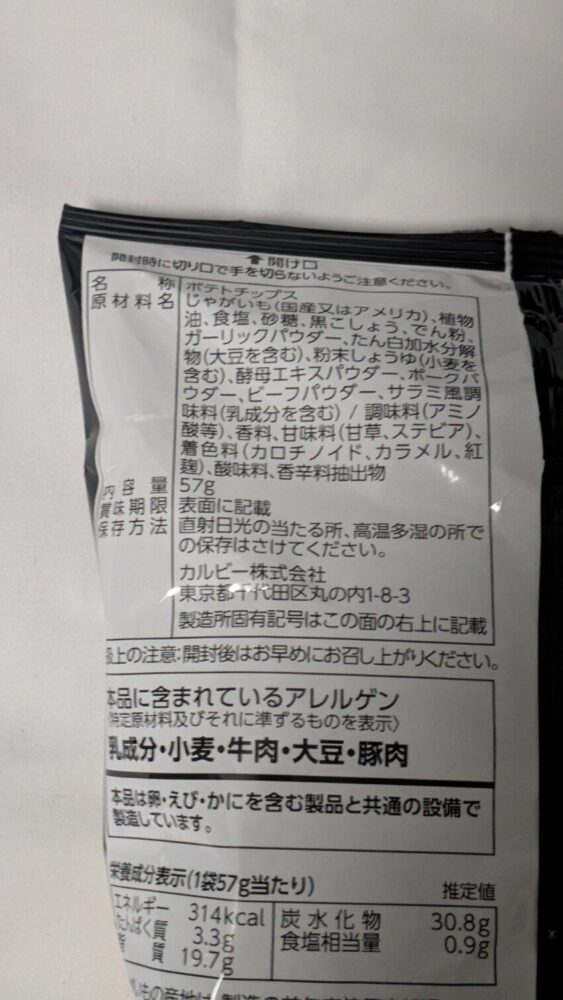 ⬆開け口
開封時に切り口で手を切らないようご注意ください。
名称 ポテトチップス
原材料名 じゃがいも(国産又はアメリカ)、植物
油、食塩、砂糖、黒こしょう、でん粉、
ガーリックパウダー、たん白加水分解
物(大豆を含む)、粉末しょうゆ(小麦を
含む)、酵母エキスパウダー、ポークパ
ウダー、ビーフパウダー、サラミ風調
味料(乳成分を含む) / 調味料(アミノ
酸等)、香料、甘味料(甘草、ステビア)、
着色料(カロチノイド、カラメル、紅
麹)、酸味料、香辛料抽出物
内容量 57g
賞味期限 表面に記載
保存方法 直射日光の当たる所、高温多湿の所で
の保存はさけてください。
カルビー株式会社
東京都千代田区丸の内1-8-3
製造所固有記号はこの面の右上に記載
上の注意:開封後はお早めにお召し上がりください。
本品に含まれているアレルゲン
〈特定原材料及びそれに準ずるものを表示〉
乳成分・小麦・牛肉・大豆・豚肉
本品は卵・えび・かにを含む製品と共通の設備で
製造しています。
栄養成分表示(1袋57g当たり) 推定値
エネルギー 314kcal 炭水化物 30.8g
たんぱく質 3.3g 食塩相当量 0.9g
脂質 19.7g